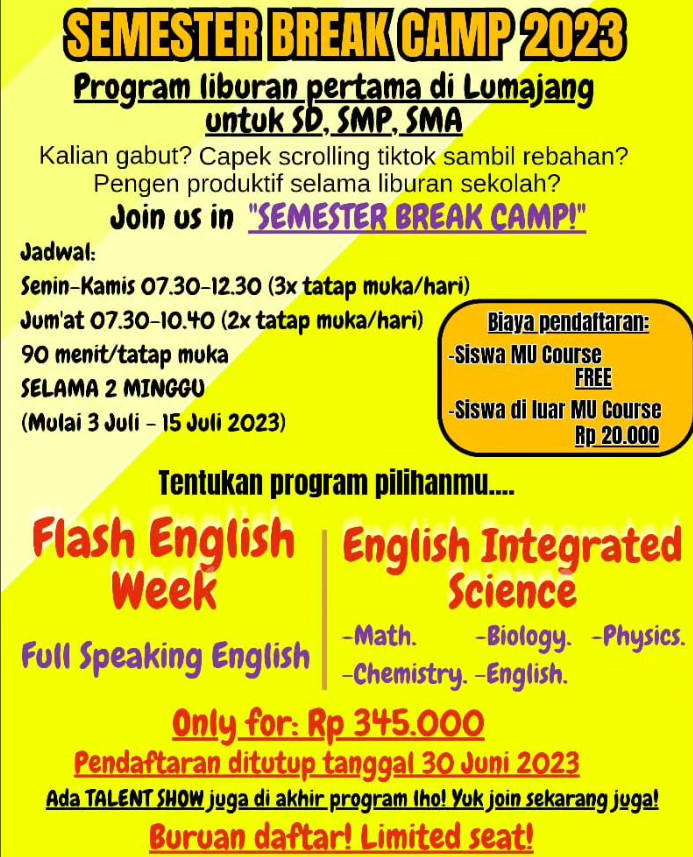 SEMESTER BREAK CAMP 2023
Program liburan pertama di Lumajang
untuk SD, SMP, SMA
Kalian gabut? Capek scrolling tiktok sambil rebahan?
Pengen produktif selama liburan sekolah?
Join us in "SEMESTER BREAK CAMP!"
Jadwal:
Senin-Kamis 07.30-12.30 (3x tatap muka/hari)
Jum'at 07.30-10.40 (2x tatap muka/hari)
90 menit/tatap muka
SELAMA 2 MINGGU
(Mulai 3 Juli - 15 Juli 2023)
Biaya pendaftaran:
-Siswa MU Course
FREE
-Siswa di luar MU Course
Rp 20.000
Tentukan program pilihanmu....
Flash English
Week
Full Speaking English
English Integrated
Science
-Math. -Biology. -Physics.
-Chemistry. -English.
Only for: Rp 345.000
Pendaftaran ditutup tanggal 30 Juni 2023
Ada TALENT SHOW juga di akhir program lho! Yuk join sekarang juga!
Buruan daftar! Limited seat!